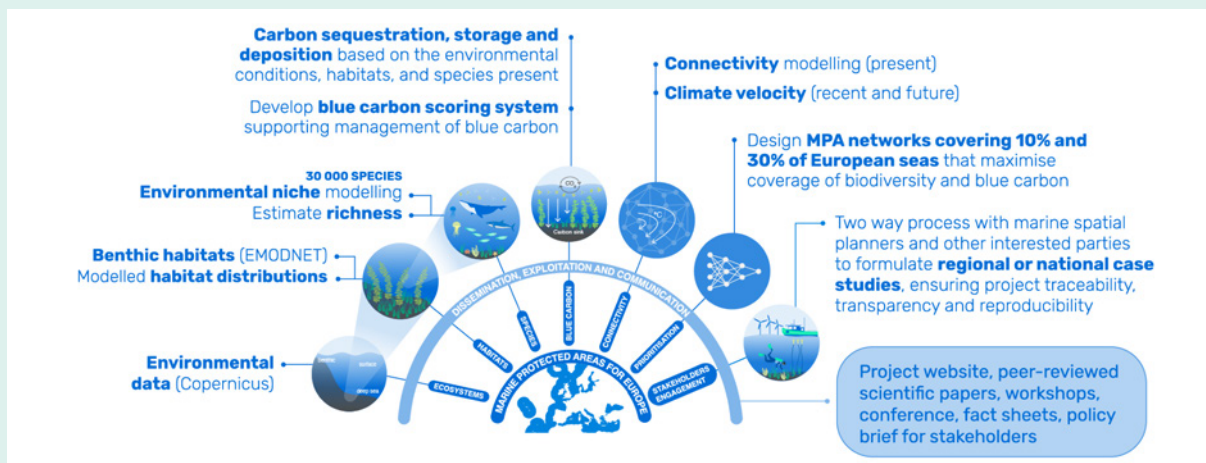 Carbon sequestration, storage and
deposition based on the environmental
conditions, habitats, and species present
Develop blue carbon scoring system
supporting management of blue carbon
30 000 SPECIES
Environmental niche modelling
Estimate richness
Benthic habitats (EMODNET)
Modelled habitat distributions
Environmental
data (Copernicus)
Connectivity modelling (present)
Climate velocity (recent and future)
Design MPA networks covering 10% and
30% of European seas that maximise
coverage of biodiversity and blue carbon
Two way process with marine spatial
planners and other interested parties
to formulate regional or national case
studies, ensuring project traceability,
transparency and reproducibility
Project website, peer-reviewed
scientific papers, workshops,
conference, fact sheets, policy
brief for stakeholders
CO₂
Carbon sink
surface
deep sea
DISSEMINATION, EXPLOITATION AND COMMUNICATION
ECOSYSTEMS
HABITATS
SPECIES
BLUE CARBON
CONNECTIVITY
PRIORITISATION
STAKEHOLDERS
ENGAGEMENT
MARINE PROTECTED AREAS FOR EUROPE